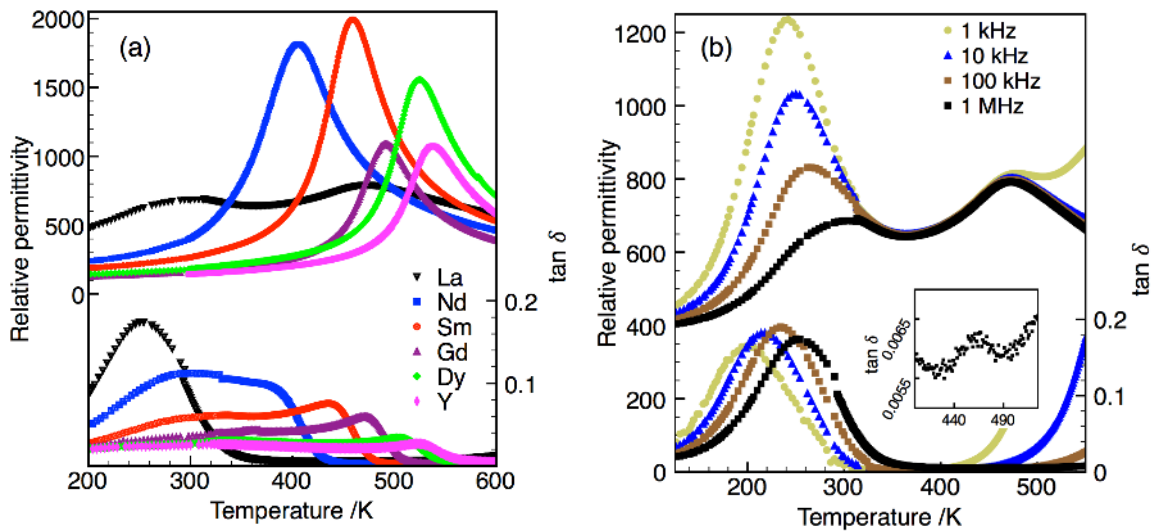 (a)
Relative permittivity
2000
1500
1000
500
0
La
Nd
Sm
Gd
Dy
Y
0.2
0.1
0
tan δ
200
300
400
500
600
Temperature /K
(b)
Relative permittivity
1200
1000
800
600
400
200
0
1 kHz
10 kHz
100 kHz
1 MHz
tan δ
0.0065
0.0055
440
490
0.2
0.1
0
tan δ
200
300
400
500
Temperature /K